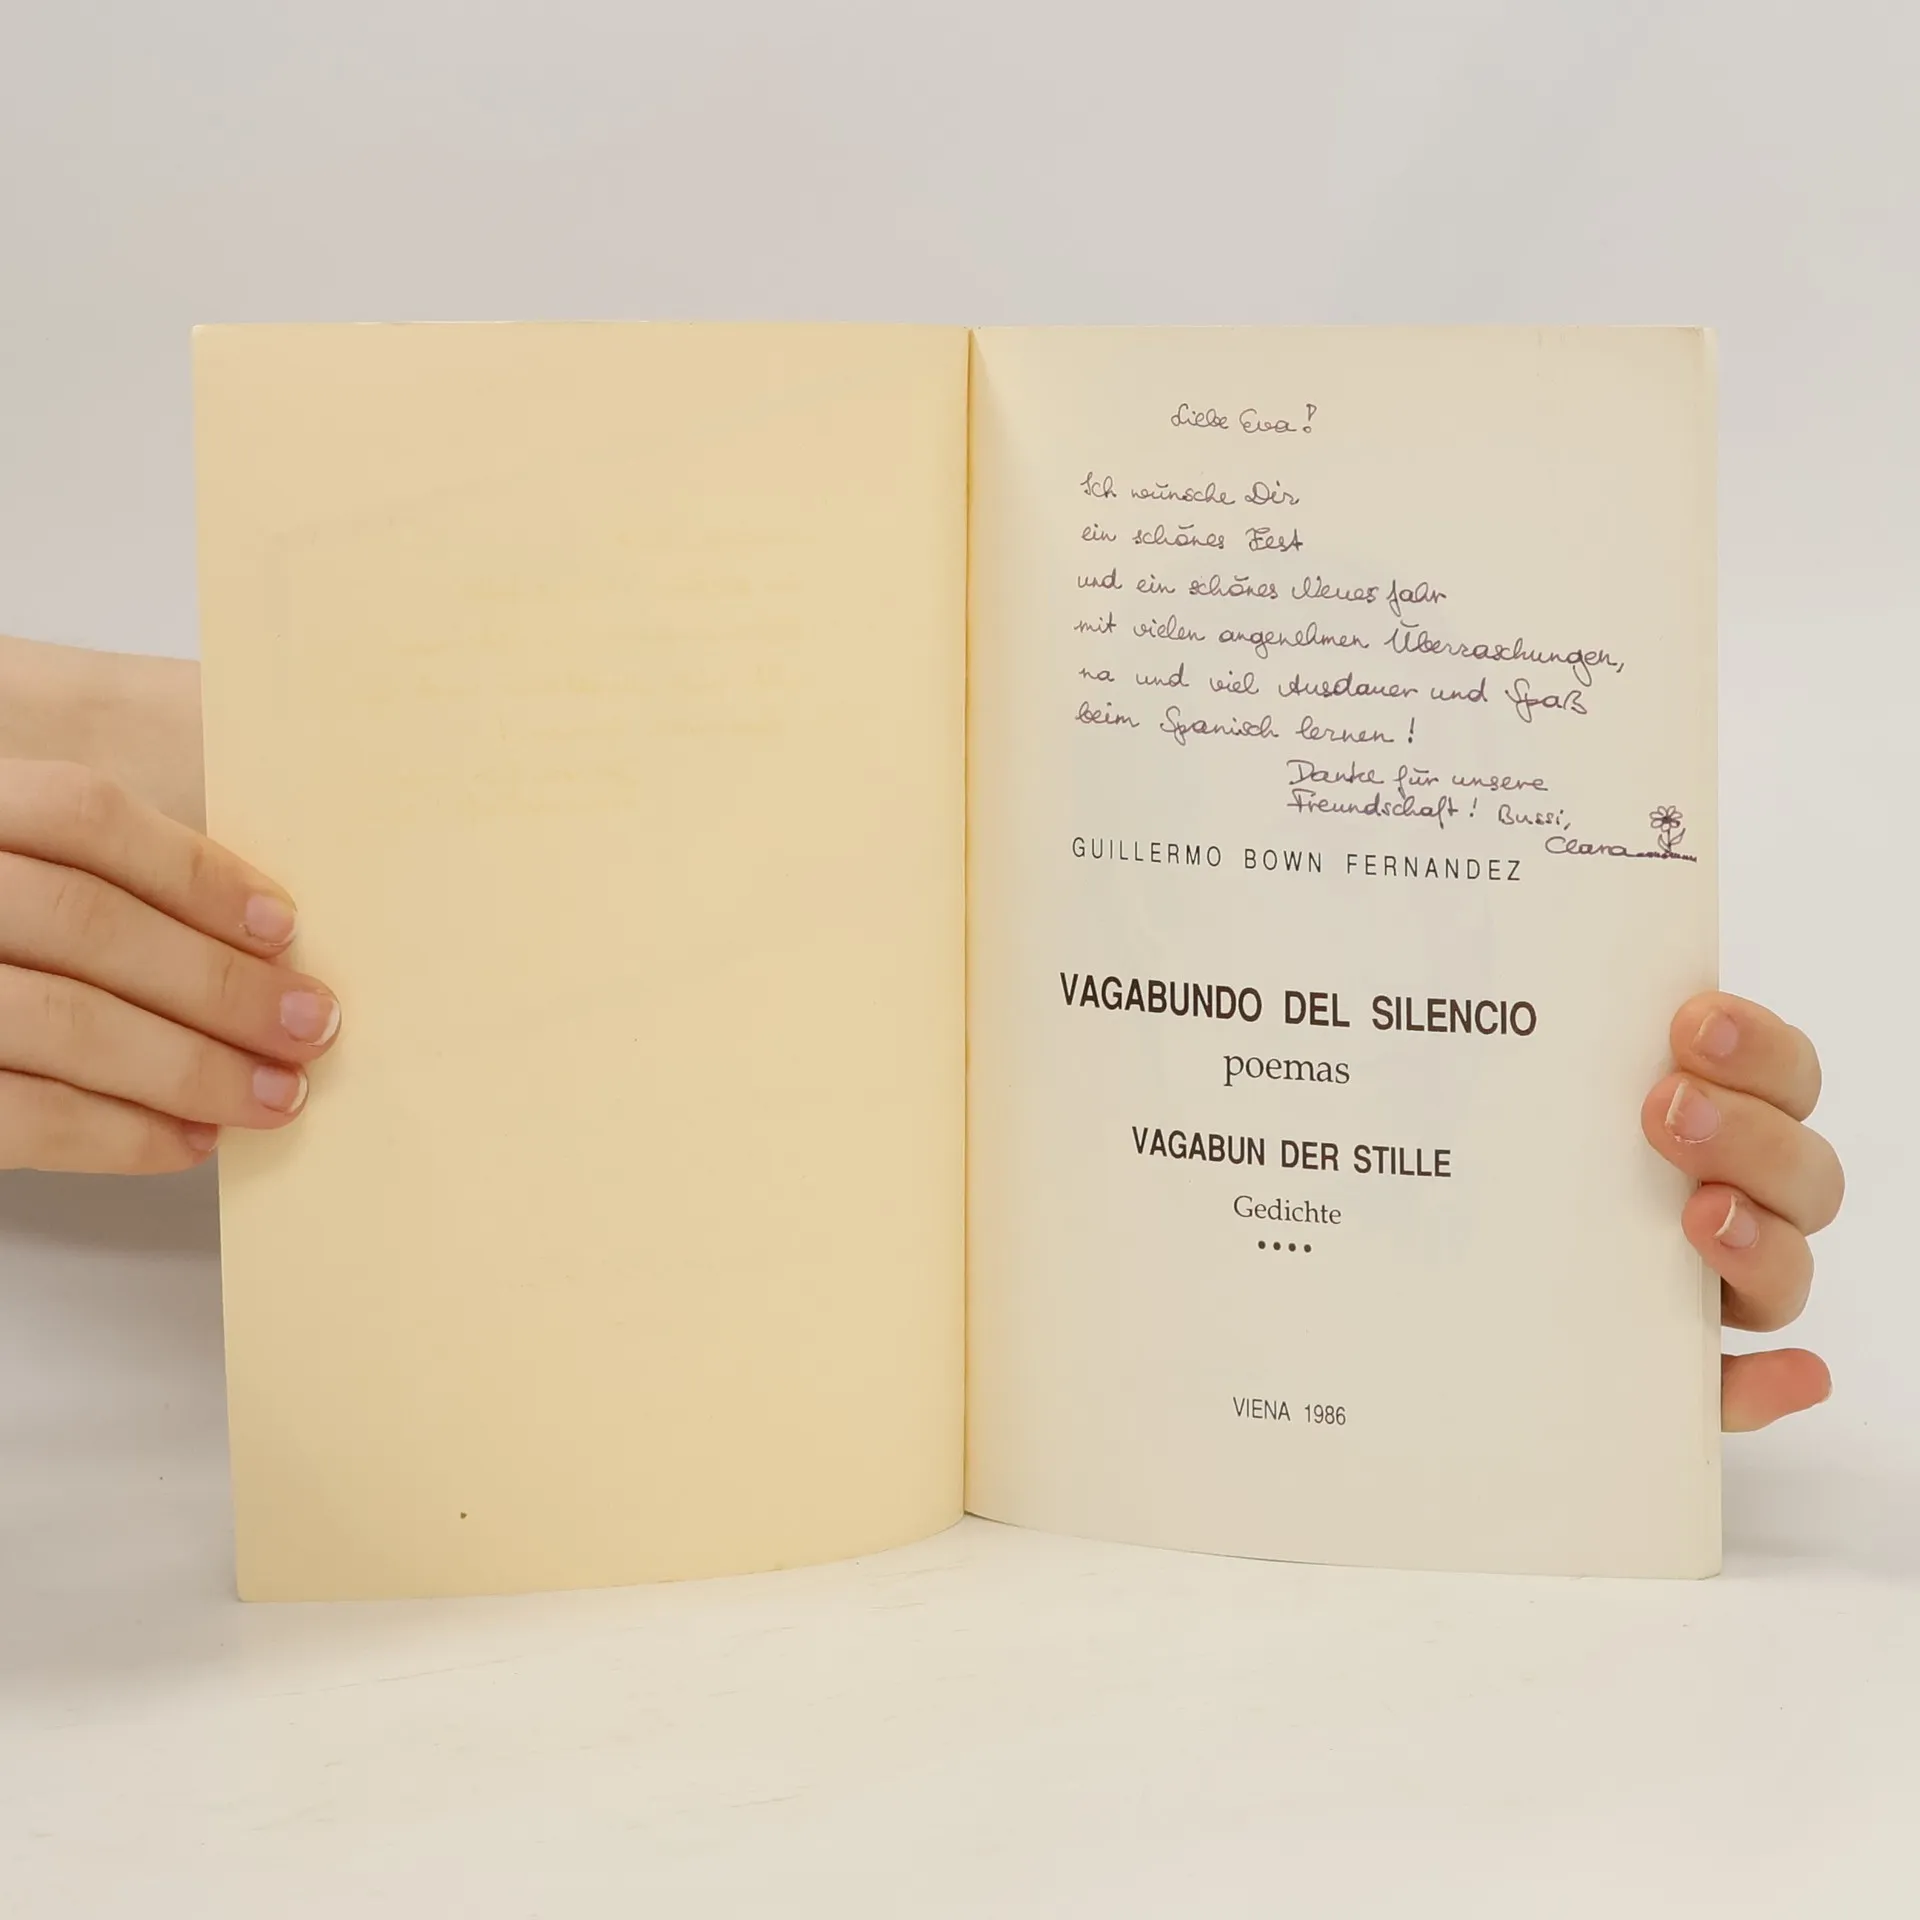 Liebe Eva!
Ich wünsche Dir
ein schönes Fest
und ein schönes Neues Jahr
mit vielen angenehmen Überraschungen,
na und viel Ausdauer und Spaß
beim Spanisch lernen!
Danke für unsere
Freundschaft! Bussi,
Clara
GUILLERMO BOWN FERNANDEZ
VAGABUNDO DEL SILENCIO
poemas
VAGABUN DER STILLE
Gedichte
••••
VIENA 1986